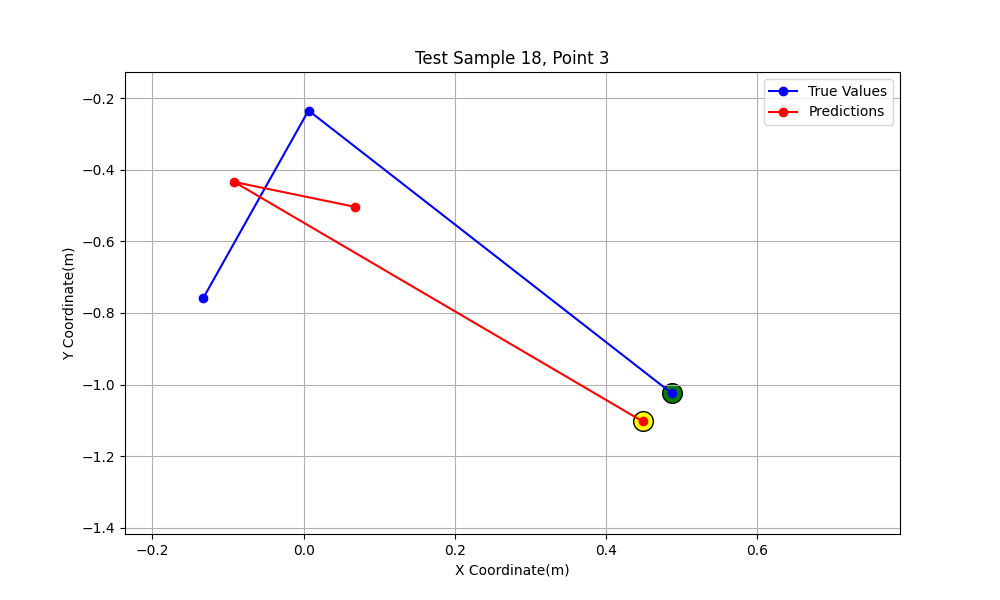 Test Sample 18, Point 3
True Values
Predictions
−0.2
−0.4
−0.6
−0.8
−1.0
−1.2
−1.4
Y Coordinate(m)
−0.2
0.0
0.2
0.4
0.6
X Coordinate(m)